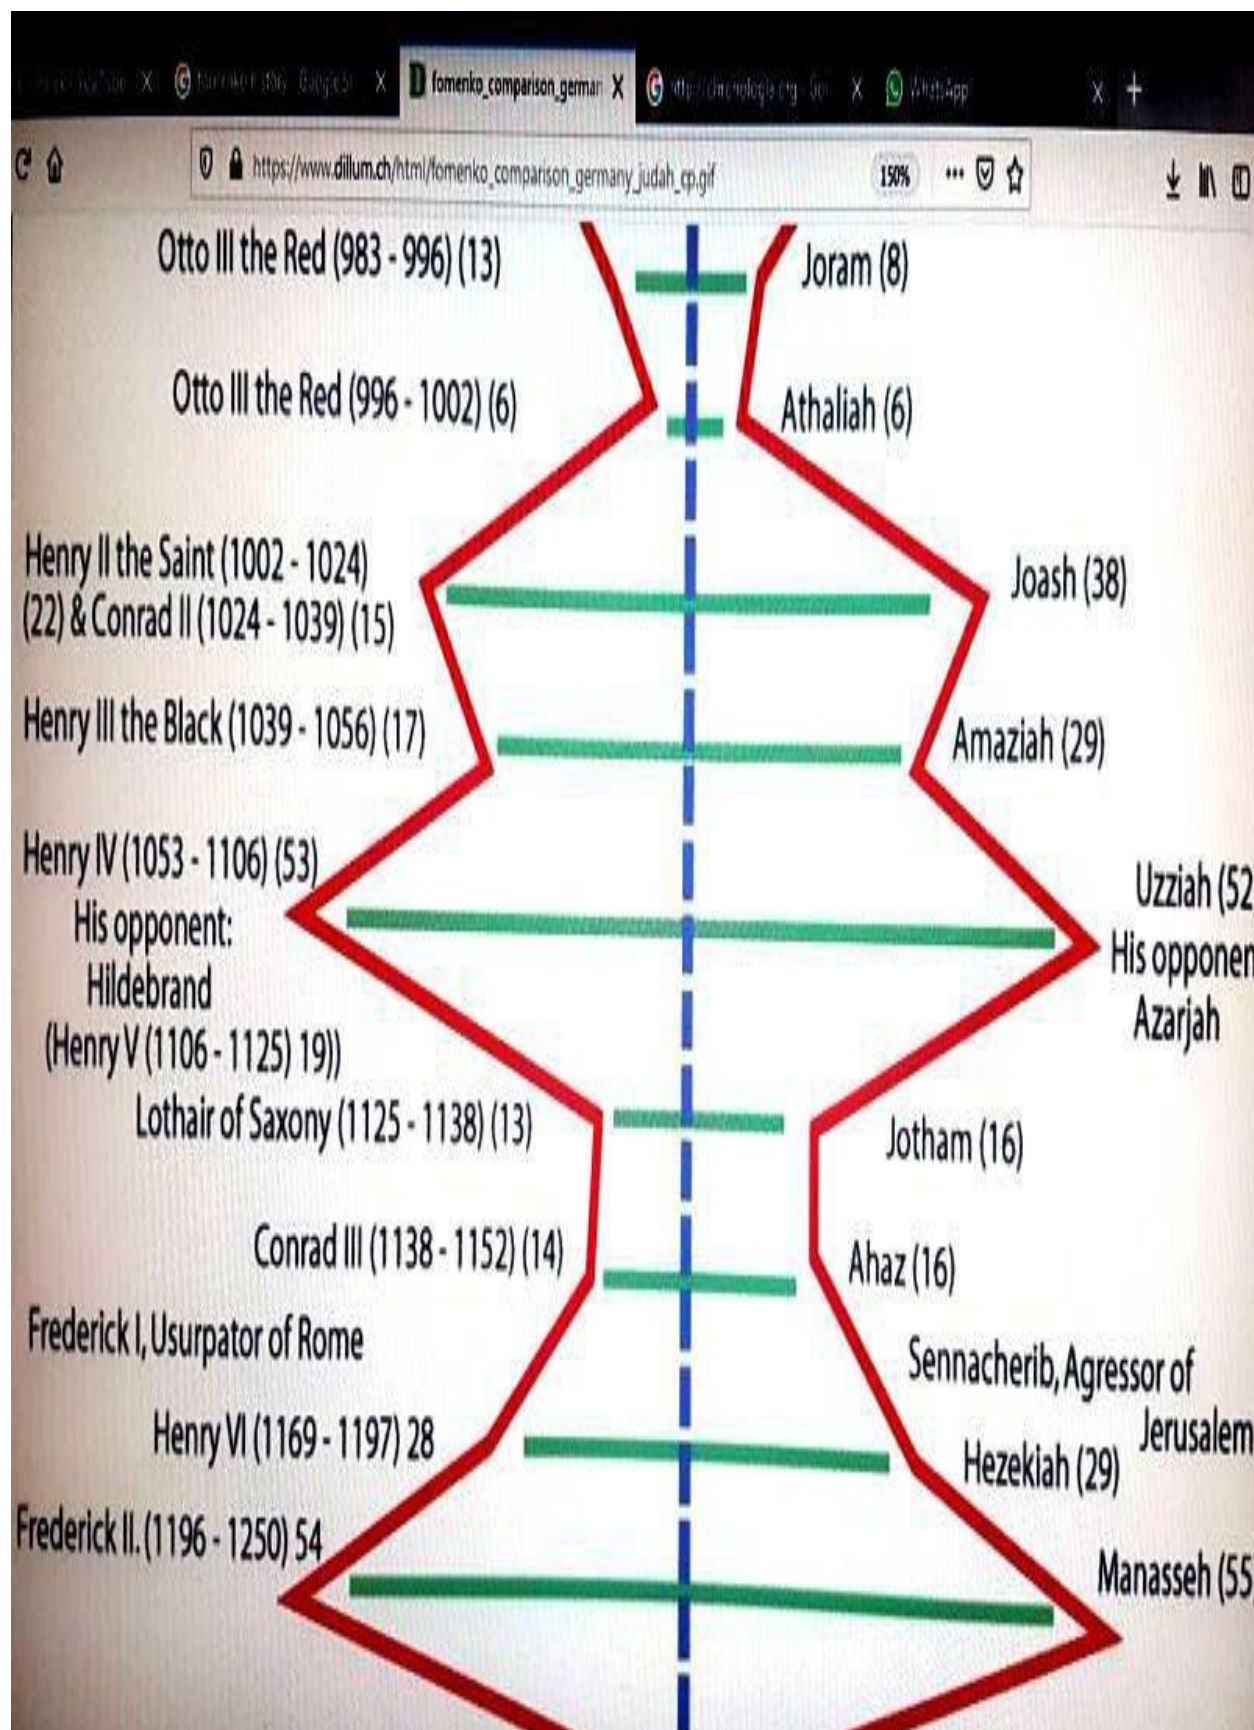 fomenko_comparison_german
WhatsApp
https://www.dillum.ch/html/fomenko_comparison_germany_judah_cp.gif
150%
Otto III the Red (983 - 996) (13)
Joram (8)
Otto III the Red (996 - 1002) (6)
Athaliah (6)
Henry II the Saint (1002 - 1024)
(22) & Conrad II (1024 - 1039) (15)
Joash (38)
Henry III the Black (1039 - 1056) (17)
Amaziah (29)
Henry IV (1053 - 1106) (53)
His opponent:
Hildebrand
(Henry V (1106 - 1125) 19))
Uzziah (52
His opponen
Azarjah
Lothair of Saxony (1125 - 1138) (13)
Jotham (16)
Conrad III (1138 - 1152) (14)
Ahaz (16)
Frederick I, Usurpator of Rome
Sennacherib, Agressor of
Jerusalem
Henry VI (1169 - 1197) 28
Hezekiah (29)
Frederick II. (1196 - 1250) 54
Manasseh (55